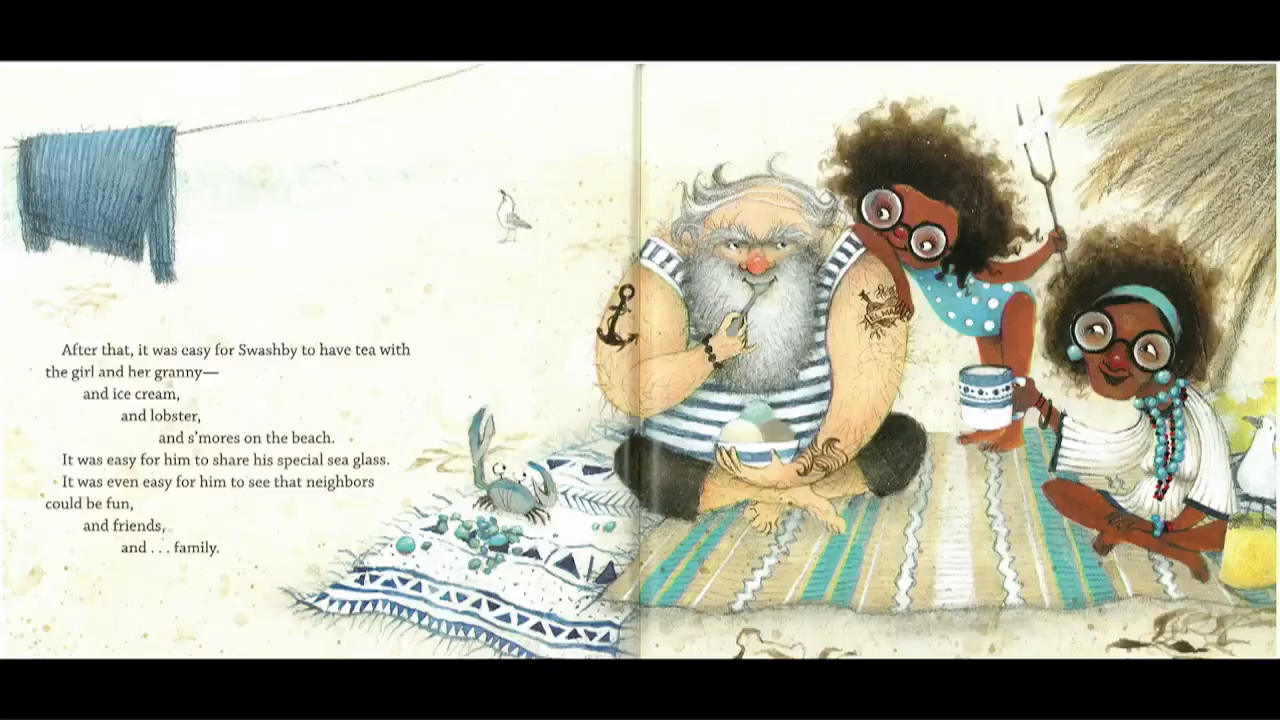 After that, it was easy for Swashby to have tea with
the girl and her granny—
and ice cream,
and lobster,
and s'mores on the beach.
It was easy for him to share his special sea glass.
It was even easy for him to see that neighbors
could be fun,
and friends,
and . . . family.